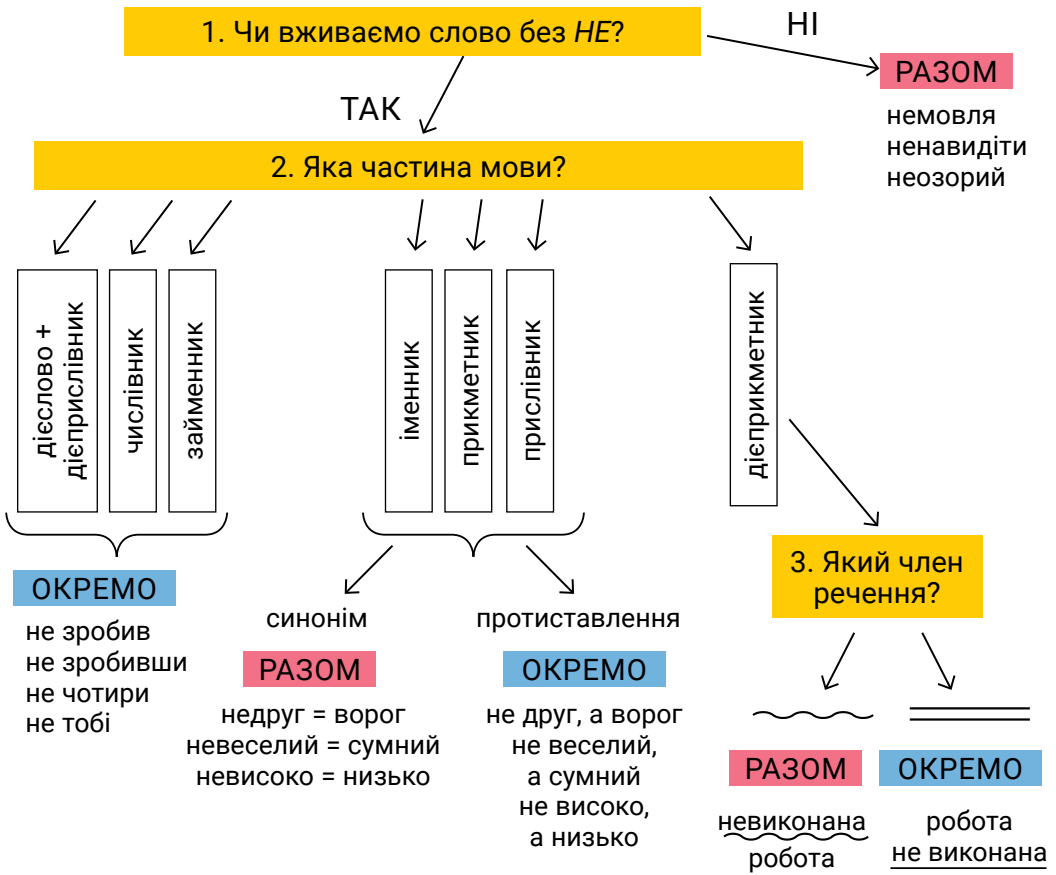 1. Чи вживаємо слово без НЕ?
НІ
РАЗОМ
немовля
ненавидіти
неозорий
ТАК
2. Яка частина мови?
дієслово +
дієприслівник
числівник
займенник
іменник
прикметник
прислівник
дієприкметник
ОКРЕМО
не зробив
не зробивши
не чотири
не тобі
синонім
РАЗОМ
недруг = ворог
невеселий = сумний
невисоко = низько
протиставлення
ОКРЕМО
не друг, а ворог
не веселий,
а сумний
не високо,
а низько
3. Який член
речення?
РАЗОМ
невиконана
робота
ОКРЕМО
робота
не виконана